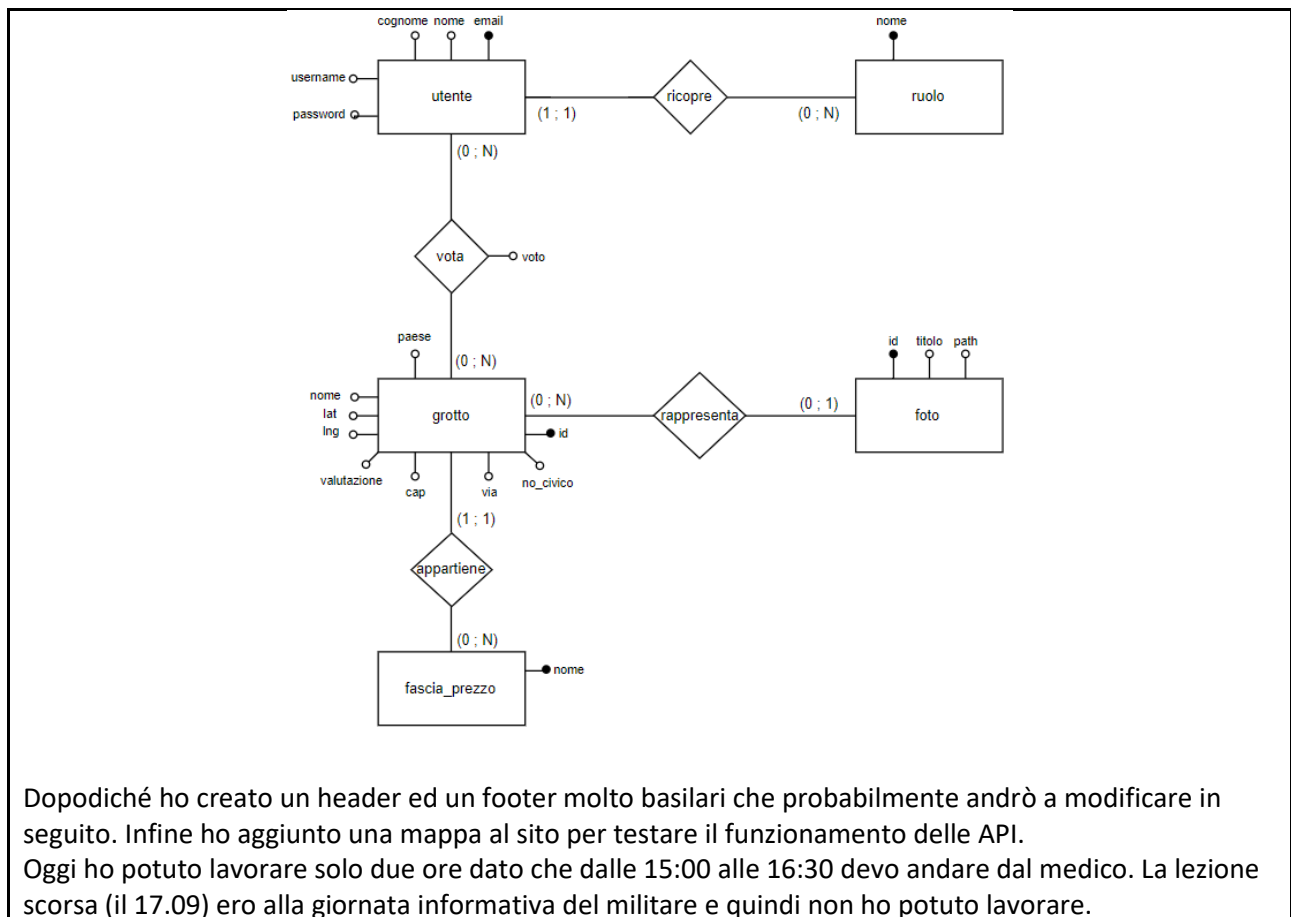 cognome nome email
nome
username
password
utente
ricopre
ruolo
(1 ; 1)
(0 ; N)
(0 ; N)
vota
voto
paese
(0 ; N)
id titolo path
nome
lat
lng
grotto
(0 ; N)
rappresenta
(0 ; 1)
foto
id
valutazione
cap
via
no_civico
(1 ; 1)
appartiene
(0 ; N)
fascia_prezzo
nome
Dopodiché ho creato un header ed un footer molto basilari che probabilmente andrò a modificare in
seguito. Infine ho aggiunto una mappa al sito per testare il funzionamento delle API.
Oggi ho potuto lavorare solo due ore dato che dalle 15:00 alle 16:30 devo andare dal medico. La lezione
scorsa (il 17.09) ero alla giornata informativa del militare e quindi non ho potuto lavorare.